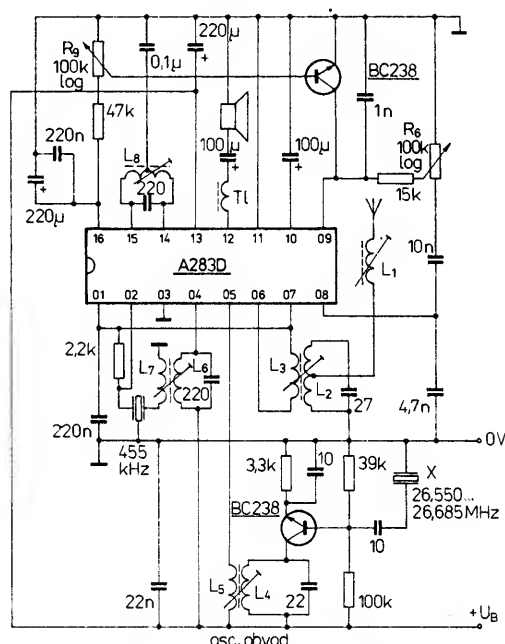 220μ
+
R9
100k
log
0,1μ
BC238
1n
R6
100k
log
47k
220n
L8
100μ
+
100μ
+
15k
220
Tl
220μ
+
L1
10n
16 15 14 13 12 11 10 09
A283D
01 02 03 04 05 06 07 08
2,2k
L7
L6
220
L3
L2
27
4,7n
220n
455
kHz
0V
3,3k
10
39k
X
26,550...
26,685MHz
BC238
10
22n
L5
L4
22
100k
+UB
osc. obvod